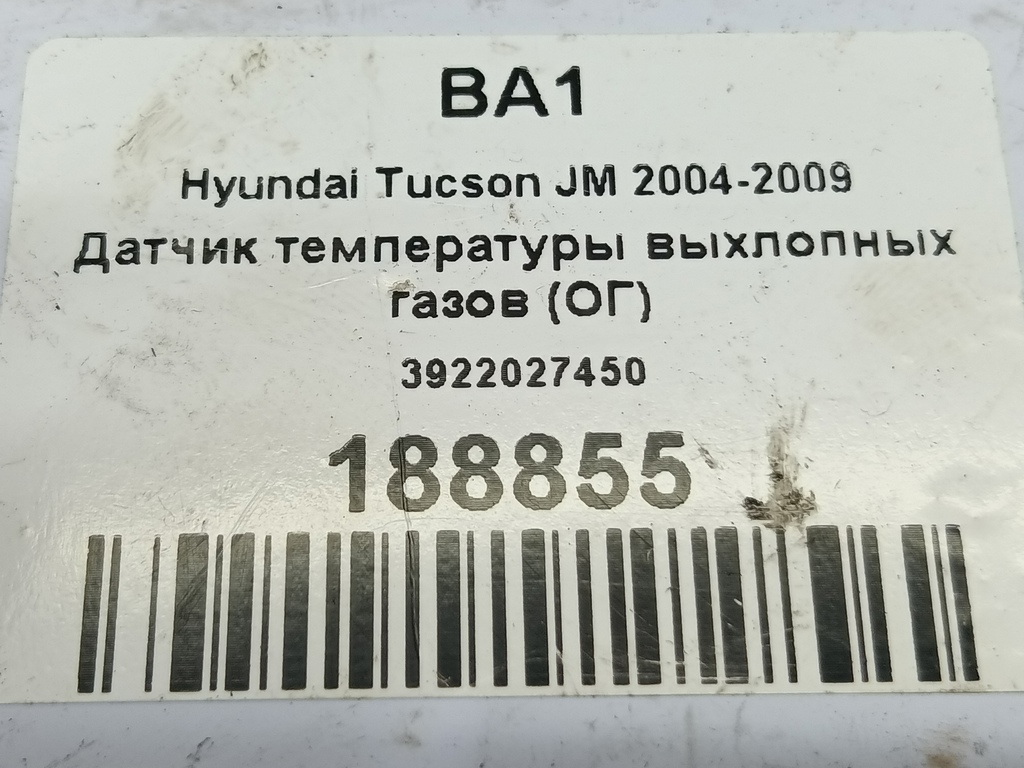 BA1
Hyundai Tucson JM 2004-2009
Датчик температуры выхлопных
газов (ОГ)
3922027450
188855